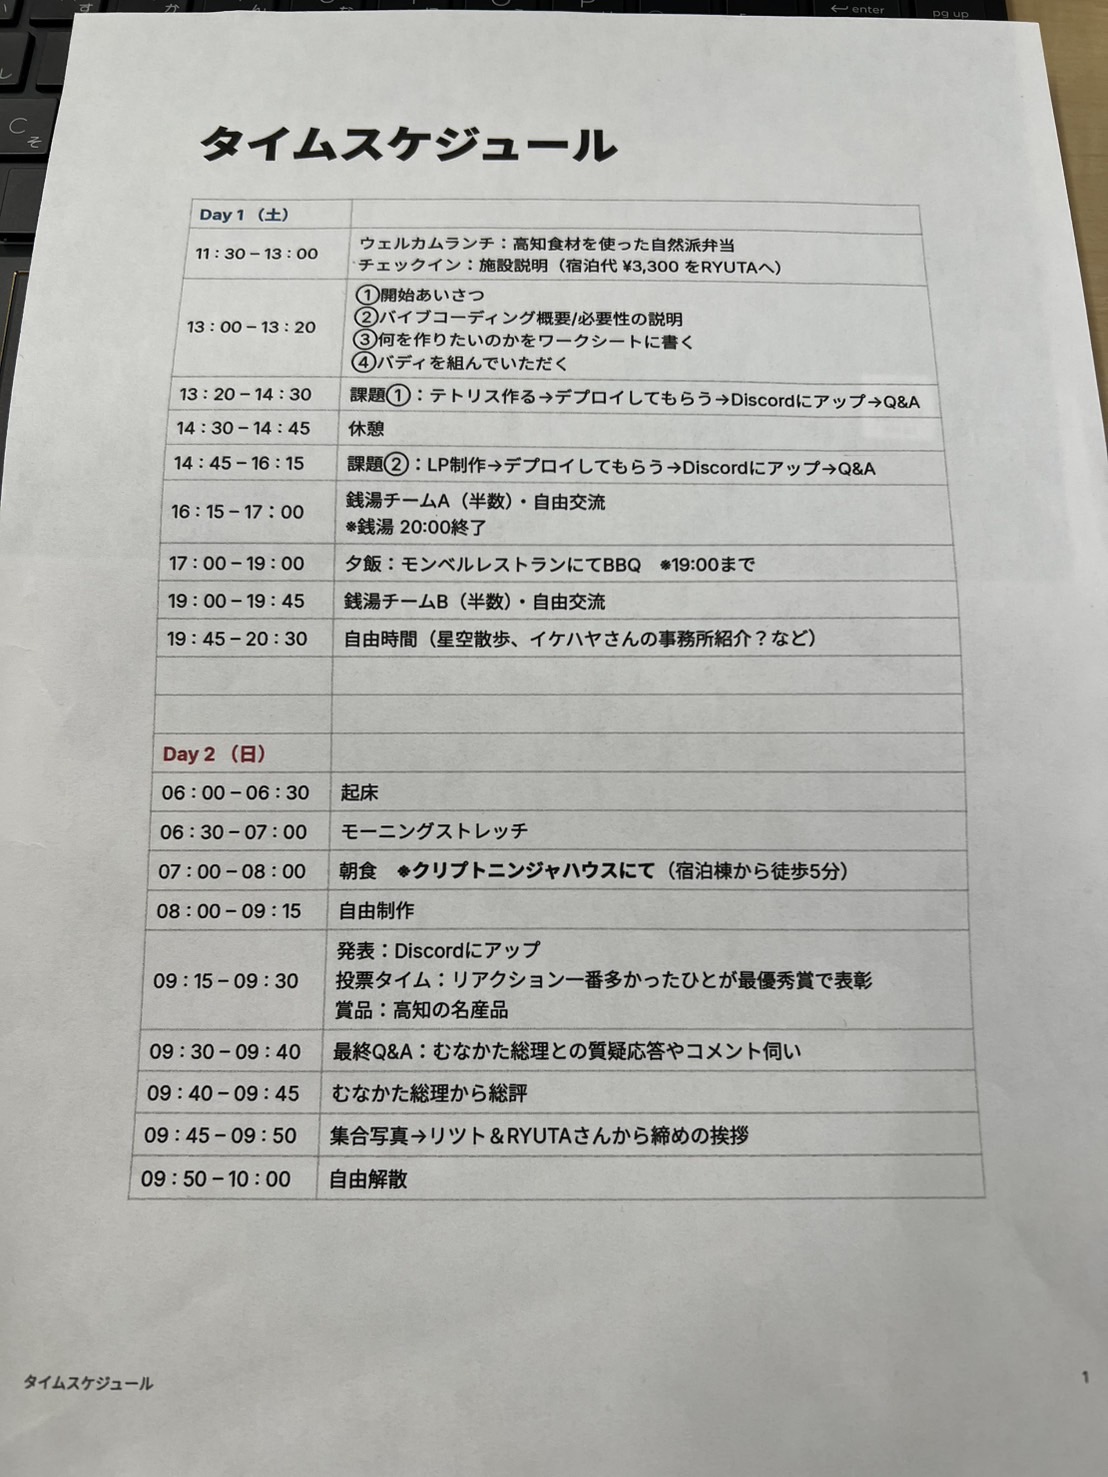 enter
pg up
タイムスケジュール
Day 1 （土）
11：30 – 13：00
ウェルカムランチ：高知食材を使った自然派弁当
チェックイン：施設説明（宿泊代 ¥3,300 をRYUTAへ）
13：00 – 13：20
①開始あいさつ
②バイブコーディング概要/必要性の説明
③何を作りたいのかをワークシートに書く
④バディを組んでいただく
13：20 – 14：30
課題①：テトリス作る→デプロイしてもらう→Discordにアップ→Q&A
14：30 – 14：45
休憩
14：45 – 16：15
課題②：LP制作→デプロイしてもらう→Discordにアップ→Q&A
16：15 – 17：00
銭湯チームA（半数）・自由交流
※銭湯 20:00終了
17：00 – 19：00
夕飯：モンベルレストランにてBBQ　※19:00まで
19：00 – 19：45
銭湯チームB（半数）・自由交流
19：45 – 20：30
自由時間（星空散歩、イケハヤさんの事務所紹介？など）
Day 2 （日）
06：00 – 06：30
起床
06：30 – 07：00
モーニングストレッチ
07：00 – 08：00
朝食　※クリプトニンジャハウスにて（宿泊棟から徒歩5分）
08：00 – 09：15
自由制作
09：15 – 09：30
発表：Discordにアップ
投票タイム：リアクション一番多かったひとが最優秀賞で表彰
賞品：高知の名産品
09：30 – 09：40
最終Q&A：むなかた総理との質疑応答やコメント伺い
09：40 – 09：45
むなかた総理から総評
09：45 – 09：50
集合写真→リツト＆RYUTAさんから締めの挨拶
09：50 – 10：00
自由解散
タイムスケジュール
1